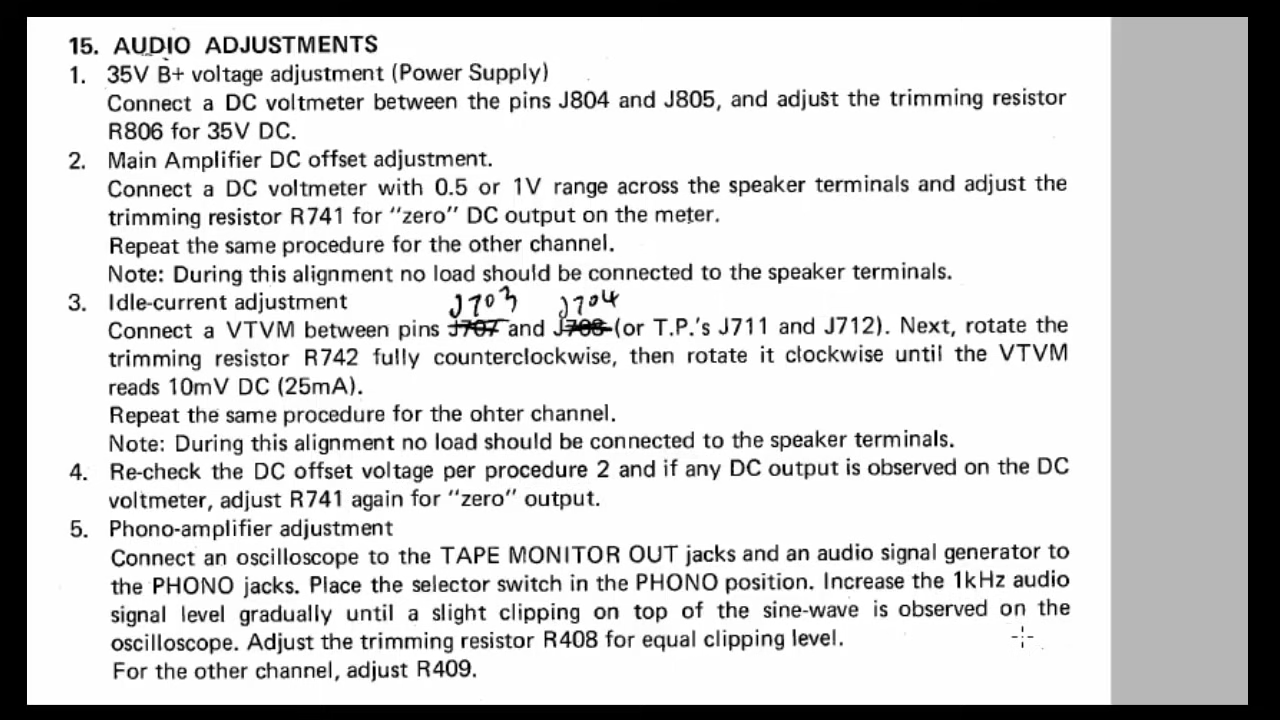 15. AUDIO ADJUSTMENTS
1. 35V B+ voltage adjustment (Power Supply)
Connect a DC voltmeter between the pins J804 and J805, and adjust the trimming resistor
R806 for 35V DC.
2. Main Amplifier DC offset adjustment.
Connect a DC voltmeter with 0.5 or 1V range across the speaker terminals and adjust the
trimming resistor R741 for "zero" DC output on the meter.
Repeat the same procedure for the other channel.
Note: During this alignment no load should be connected to the speaker terminals.
3. Idle-current adjustment
J703 J704
Connect a VTVM between pins J707 and J708 (or T.P.'s J711 and J712). Next, rotate the
trimming resistor R742 fully counterclockwise, then rotate it clockwise until the VTVM
reads 10mV DC (25mA).
Repeat the same procedure for the ohter channel.
Note: During this alignment no load should be connected to the speaker terminals.
4. Re-check the DC offset voltage per procedure 2 and if any DC output is observed on the DC
voltmeter, adjust R741 again for "zero" output.
5. Phono-amplifier adjustment
Connect an oscilloscope to the TAPE MONITOR OUT jacks and an audio signal generator to
the PHONO jacks. Place the selector switch in the PHONO position. Increase the 1kHz audio
signal level gradually until a slight clipping on top of the sine-wave is observed on the
oscilloscope. Adjust the trimming resistor R408 for equal clipping level.
For the other channel, adjust R409.